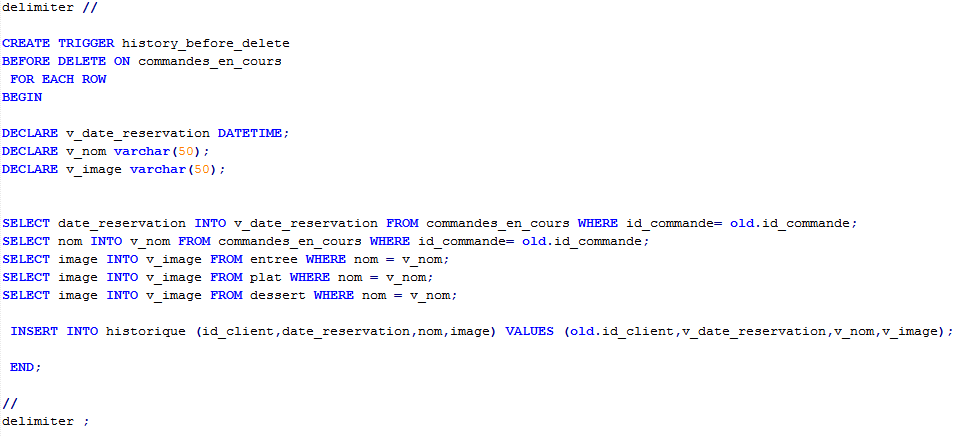 delimiter //
CREATE TRIGGER history_before_delete
BEFORE DELETE ON commandes_en_cours
FOR EACH ROW
BEGIN
DECLARE v_date_reservation DATETIME;
DECLARE v_nom varchar(50);
DECLARE v_image varchar(50);
SELECT date_reservation INTO v_date_reservation FROM commandes_en_cours WHERE id_commande= old.id_commande;
SELECT nom INTO v_nom FROM commandes_en_cours WHERE id_commande= old.id_commande;
SELECT image INTO v_image FROM entree WHERE nom = v_nom;
SELECT image INTO v_image FROM plat WHERE nom = v_nom;
SELECT image INTO v_image FROM dessert WHERE nom = v_nom;
INSERT INTO historique (id_client,date_reservation,nom,image) VALUES (old.id_client,v_date_reservation,v_nom,v_image);
END;
//
delimiter ;